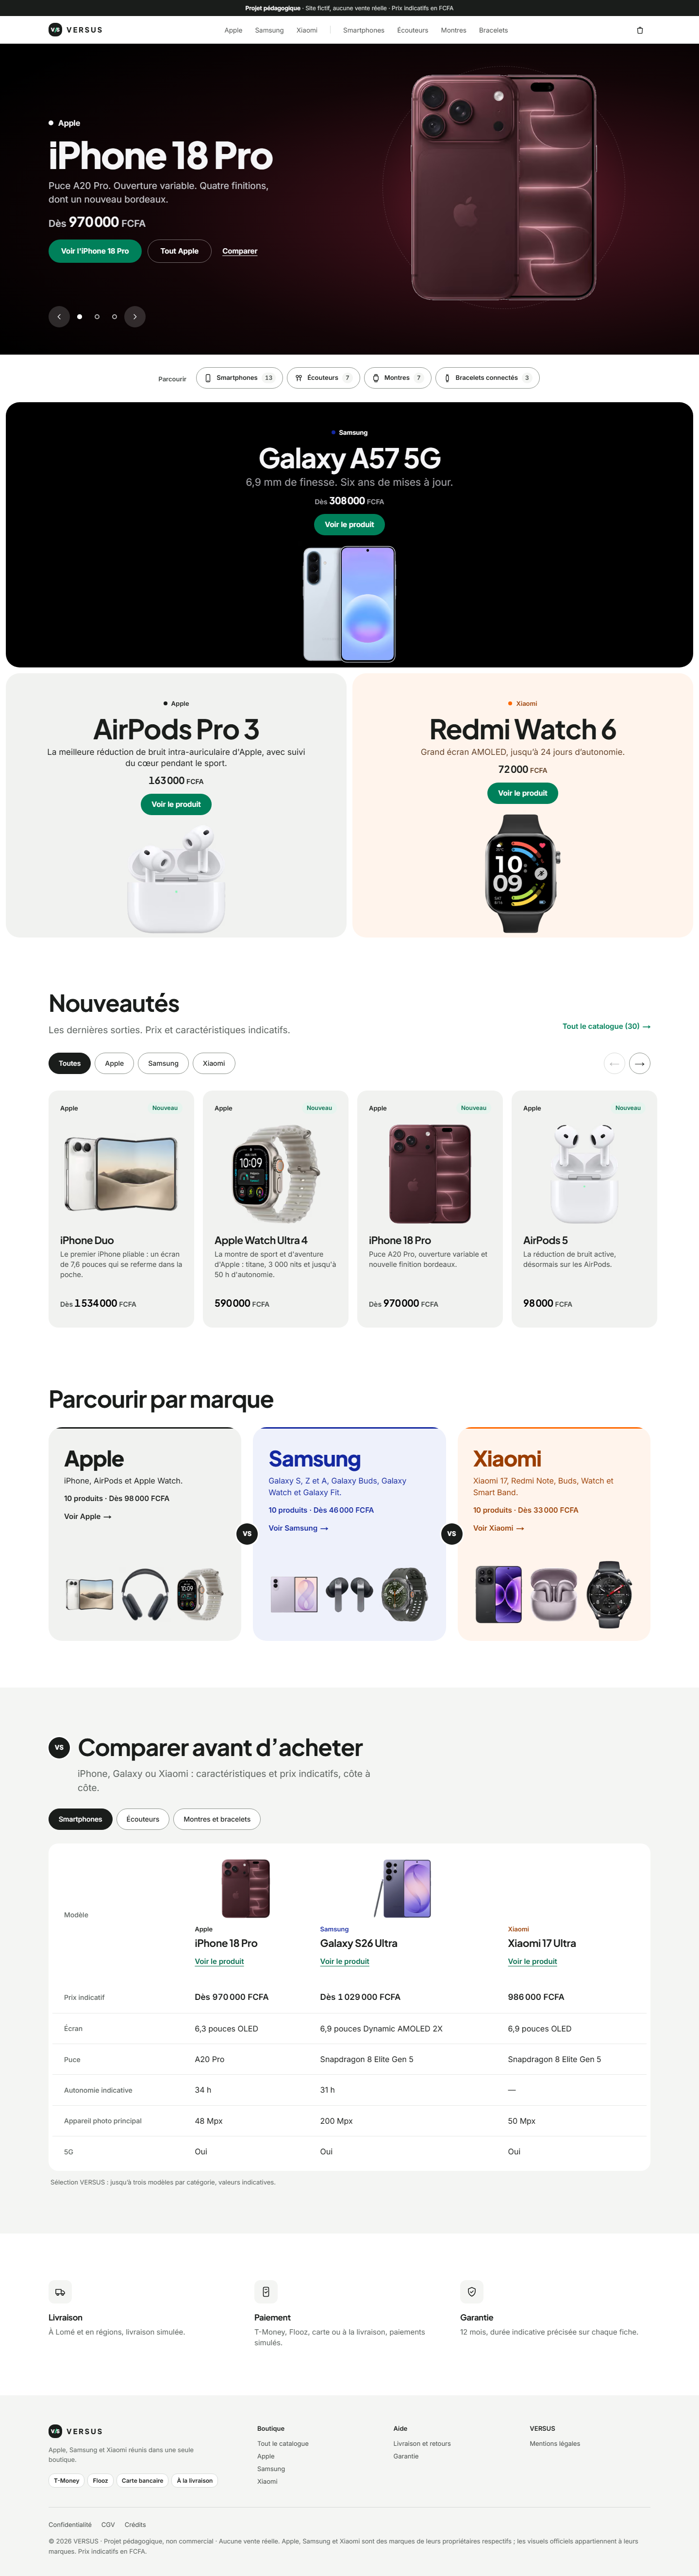 Projet pédagogique · Site fictif, aucune vente réelle · Prix indicatifs en FCFA
V/S VERSUS
Apple Samsung Xiaomi Smartphones Écouteurs Montres Bracelets
Apple
iPhone 18 Pro
Puce A20 Pro. Ouverture variable. Quatre finitions,
dont un nouveau bordeaux.
Dès 970 000 FCFA
Voir l'iPhone 18 Pro Tout Apple Comparer
Parcourir Smartphones 13 Écouteurs 7 Montres 7 Bracelets connectés 3
Samsung
Galaxy A57 5G
6,9 mm de finesse. Six ans de mises à jour.
Dès 308 000 FCFA
Voir le produit
Apple
AirPods Pro 3
La meilleure réduction de bruit intra-auriculaire d'Apple, avec suivi
du cœur pendant le sport.
163 000 FCFA
Voir le produit
Xiaomi
Redmi Watch 6
Grand écran AMOLED, jusqu'à 24 jours d'autonomie.
72 000 FCFA
Voir le produit
10
09
Nouveautés
Les dernières sorties. Prix et caractéristiques indicatifs.
Tout le catalogue (30) →
Toutes Apple Samsung Xiaomi
← →
Apple Nouveau
iPhone Duo
Le premier iPhone pliable : un écran
de 7,6 pouces qui se referme dans la
poche.
Dès 1 534 000 FCFA
Apple Nouveau
10:09
Apple Watch Ultra 4
La montre de sport et d'aventure
d'Apple : titane, 3 000 nits et jusqu'à
50 h d'autonomie.
590 000 FCFA
Apple Nouveau
iPhone 18 Pro
Puce A20 Pro, ouverture variable et
nouvelle finition bordeaux.
Dès 970 000 FCFA
Apple Nouveau
AirPods 5
La réduction de bruit active,
désormais sur les AirPods.
98 000 FCFA
Parcourir par marque
Apple
iPhone, AirPods et Apple Watch.
10 produits · Dès 98 000 FCFA
Voir Apple →
VS
Samsung
Galaxy S, Z et A, Galaxy Buds, Galaxy
Watch et Galaxy Fit.
10 produits · Dès 46 000 FCFA
Voir Samsung →
VS
Xiaomi
Xiaomi 17, Redmi Note, Buds, Watch et
Smart Band.
10 produits · Dès 33 000 FCFA
Voir Xiaomi →
VS Comparer avant d'acheter
iPhone, Galaxy ou Xiaomi : caractéristiques et prix indicatifs, côte à
côte.
Smartphones Écouteurs Montres et bracelets
Modèle
Apple Samsung Xiaomi
iPhone 18 Pro Galaxy S26 Ultra Xiaomi 17 Ultra
Voir le produit Voir le produit Voir le produit
Prix indicatif Dès 970 000 FCFA Dès 1 029 000 FCFA 986 000 FCFA
Écran 6,3 pouces OLED 6,9 pouces Dynamic AMOLED 2X 6,9 pouces OLED
Puce A20 Pro Snapdragon 8 Elite Gen 5 Snapdragon 8 Elite Gen 5
Autonomie indicative 34 h 31 h —
Appareil photo principal 48 Mpx 200 Mpx 50 Mpx
5G Oui Oui Oui
Sélection VERSUS : jusqu'à trois modèles par catégorie, valeurs indicatives.
Livraison
À Lomé et en régions, livraison simulée.
Paiement
T-Money, Flooz, carte ou à la livraison, paiements
simulés.
Garantie
12 mois, durée indicative précisée sur chaque fiche.
V/S VERSUS
Apple, Samsung et Xiaomi réunis dans une seule
boutique.
T-Money Flooz Carte bancaire À la livraison
Boutique
Tout le catalogue
Apple
Samsung
Xiaomi
Aide
Livraison et retours
Garantie
VERSUS
Mentions légales
Confidentialité CGV Crédits
© 2026 VERSUS · Projet pédagogique, non commercial · Aucune vente réelle. Apple, Samsung et Xiaomi sont des marques de leurs propriétaires respectifs ; les visuels officiels appartiennent à leurs
marques. Prix indicatifs en FCFA.